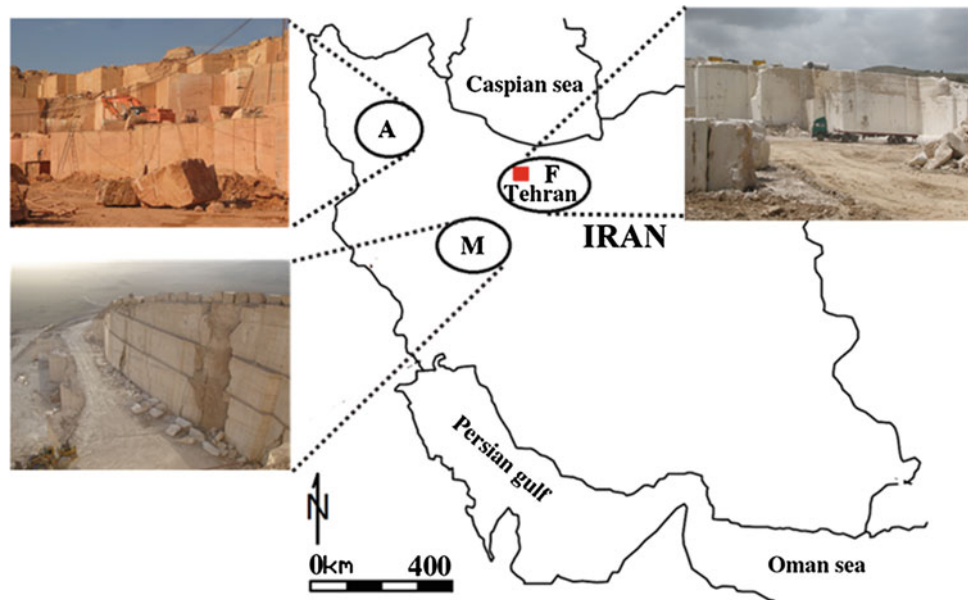 Caspian sea
A
F
Tehran
M
IRAN
Persian gulf
N
0km 400
Oman sea